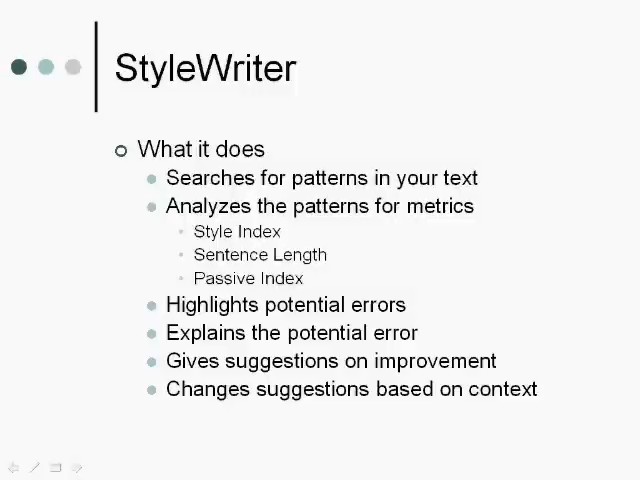 StyleWriter
What it does
Searches for patterns in your text
Analyzes the patterns for metrics
Style Index
Sentence Length
Passive Index
Highlights potential errors
Explains the potential error
Gives suggestions on improvement
Changes suggestions based on context